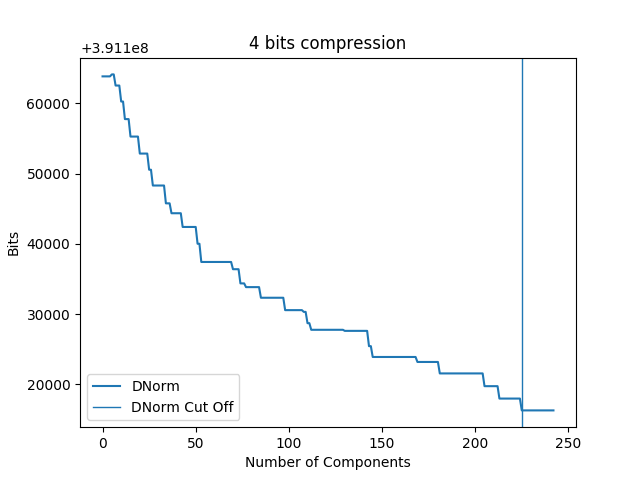 4 bits compression
+3.911e8
60000
50000
40000
30000
20000
Bits
DNorm
DNorm Cut Off
0 50 100 150 200 250
Number of Components